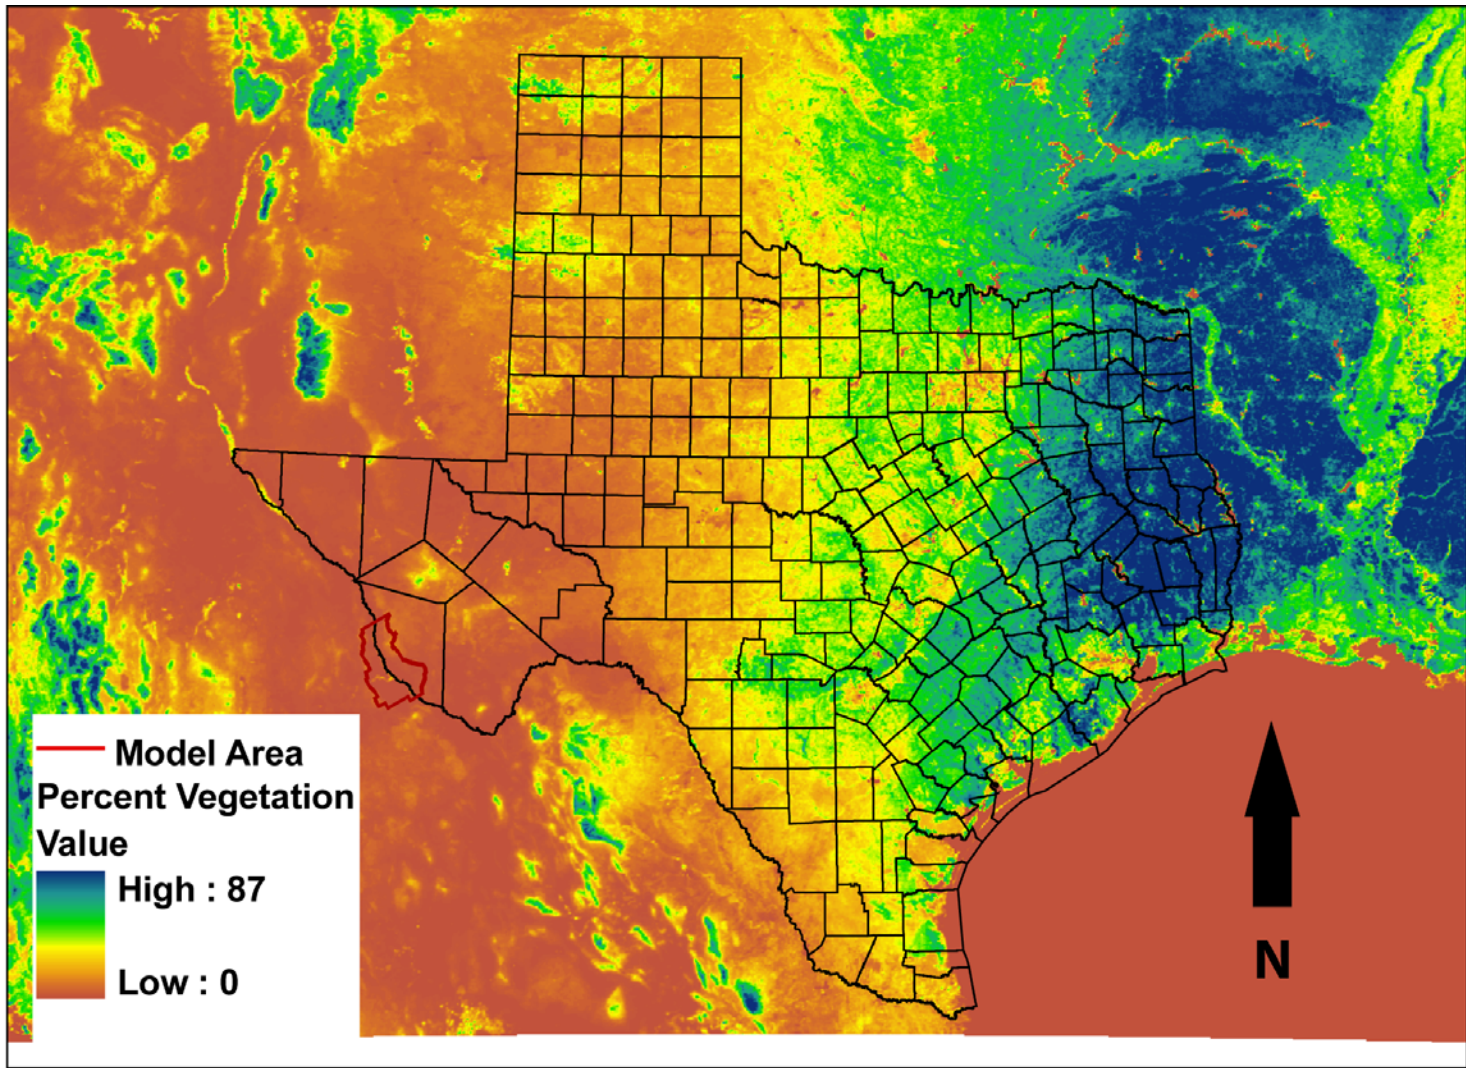 Model Area
Percent Vegetation
Value
High : 87
Low : 0
N